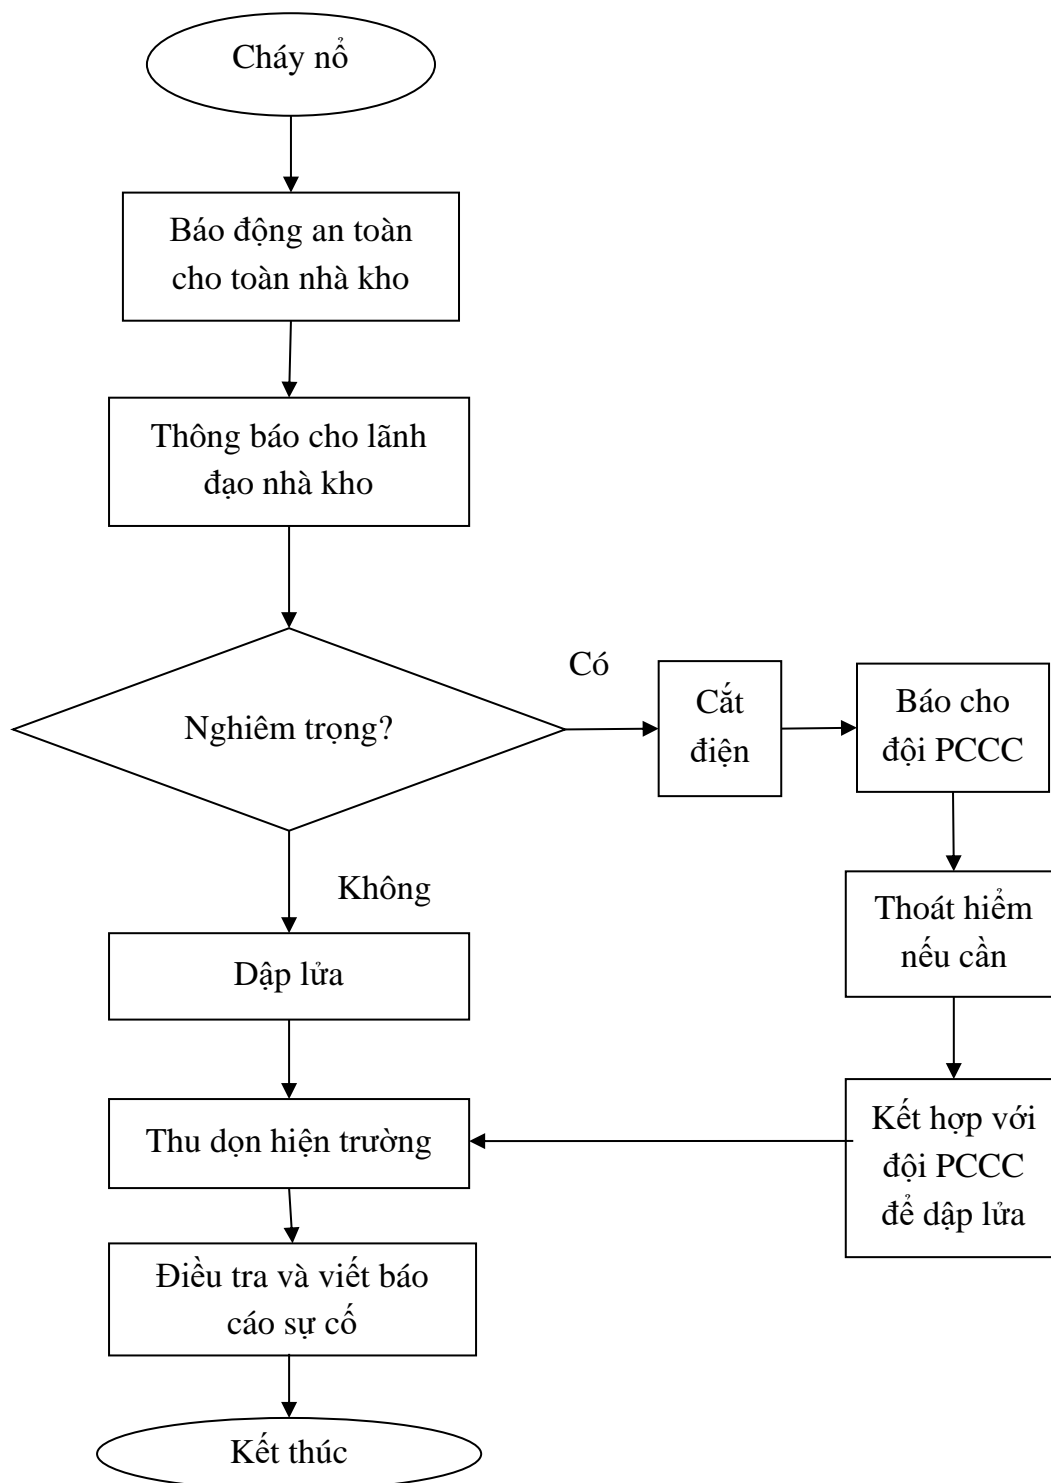 Cháy nổ
Báo động an toàn
cho toàn nhà kho
Thông báo cho lãnh
đạo nhà kho
Nghiêm trọng?
Có
Cắt
điện
Báo cho
đội PCCC
Thoát hiểm
nếu cần
Kết hợp với
đội PCCC
để dập lửa
Không
Dập lửa
Thu dọn hiện trường
Điều tra và viết báo
cáo sự cố
Kết thúc